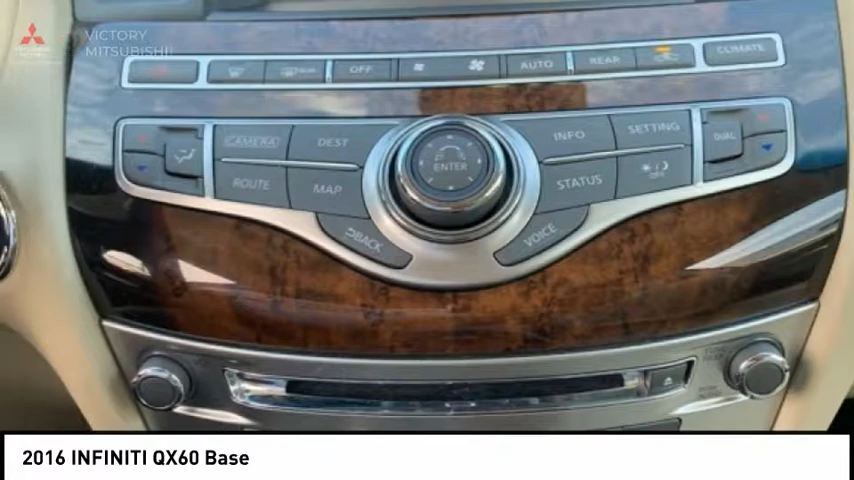 VICTORY
MITSUBISHI
OFF
AUTO
REAR
CLIMATE
CAMERA
DEST
INFO
SETTING
DUAL
ENTER
ROUTE
MAP
STATUS
BACK
VOICE
2016 INFINITI QX60 Base